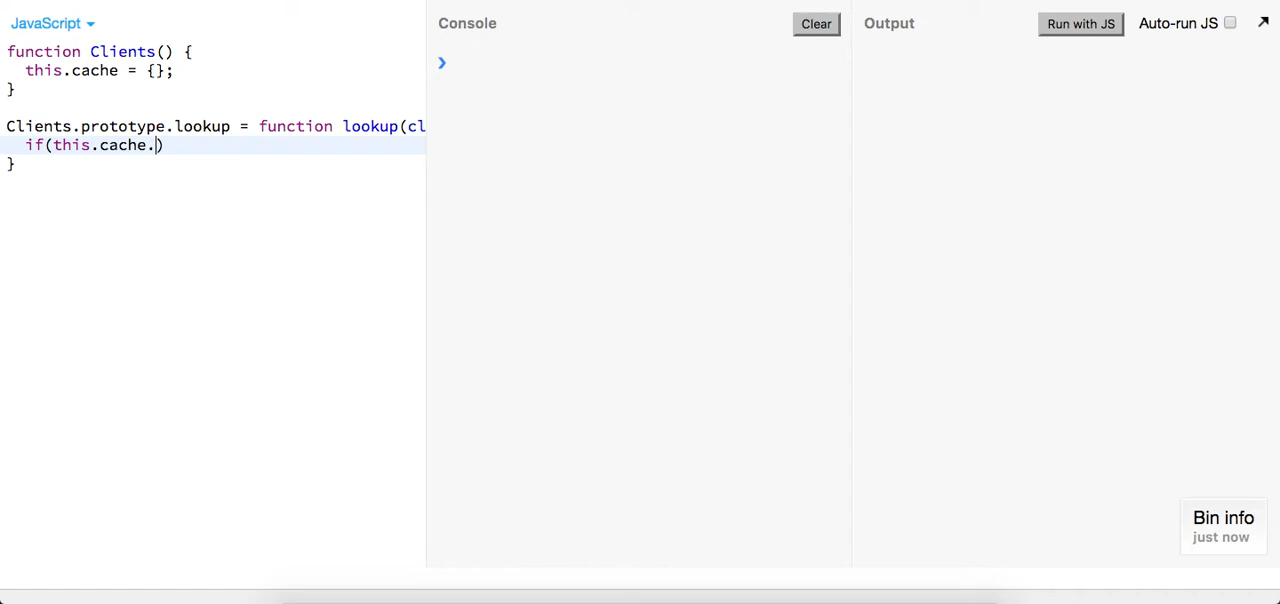 JavaScript
function Clients() {
  this.cache = {};
}
Clients.prototype.lookup = function lookup(cl
  if(this.cache.)
}
Console
Clear
Output
Run with JS
Auto-run JS
Bin info
just now